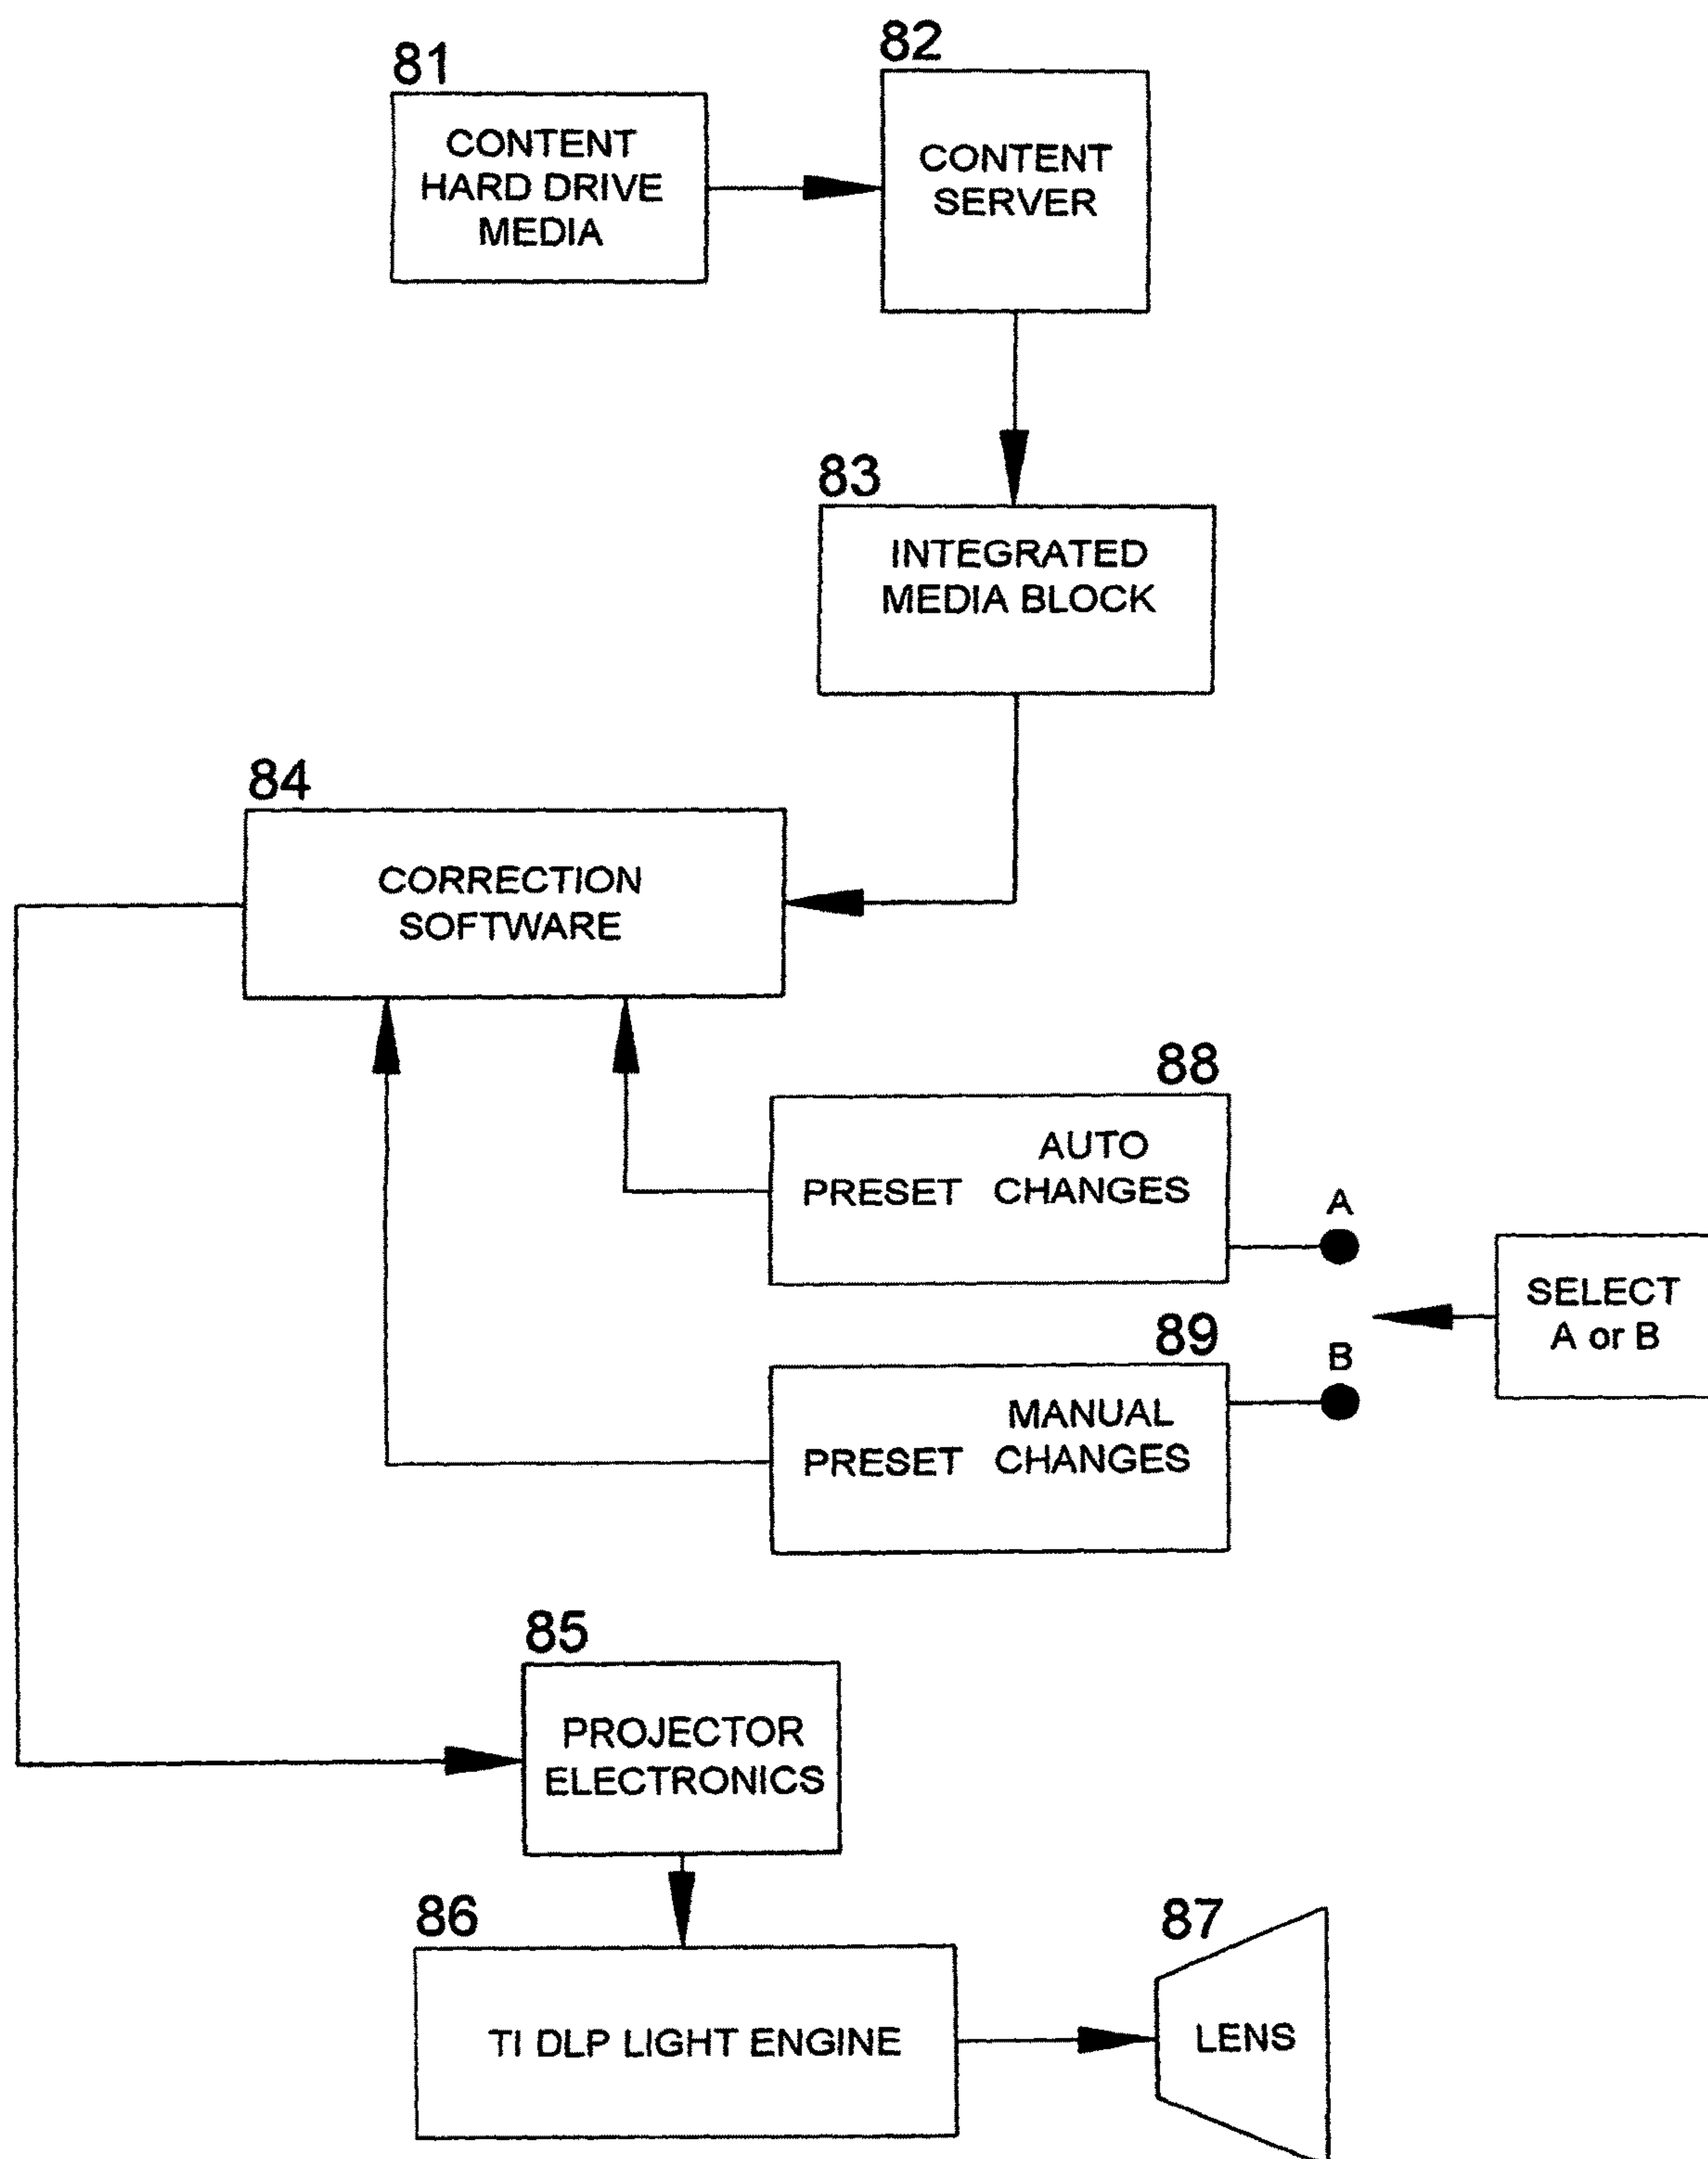 81
CONTENT
HARD DRIVE
MEDIA
82
CONTENT
SERVER
83
INTEGRATED
MEDIA BLOCK
84
CORRECTION
SOFTWARE
88
AUTO
PRESET CHANGES
A
SELECT
A or B
B
89
MANUAL
PRESET CHANGES
85
PROJECTOR
ELECTRONICS
86
TI DLP LIGHT ENGINE
87
LENS